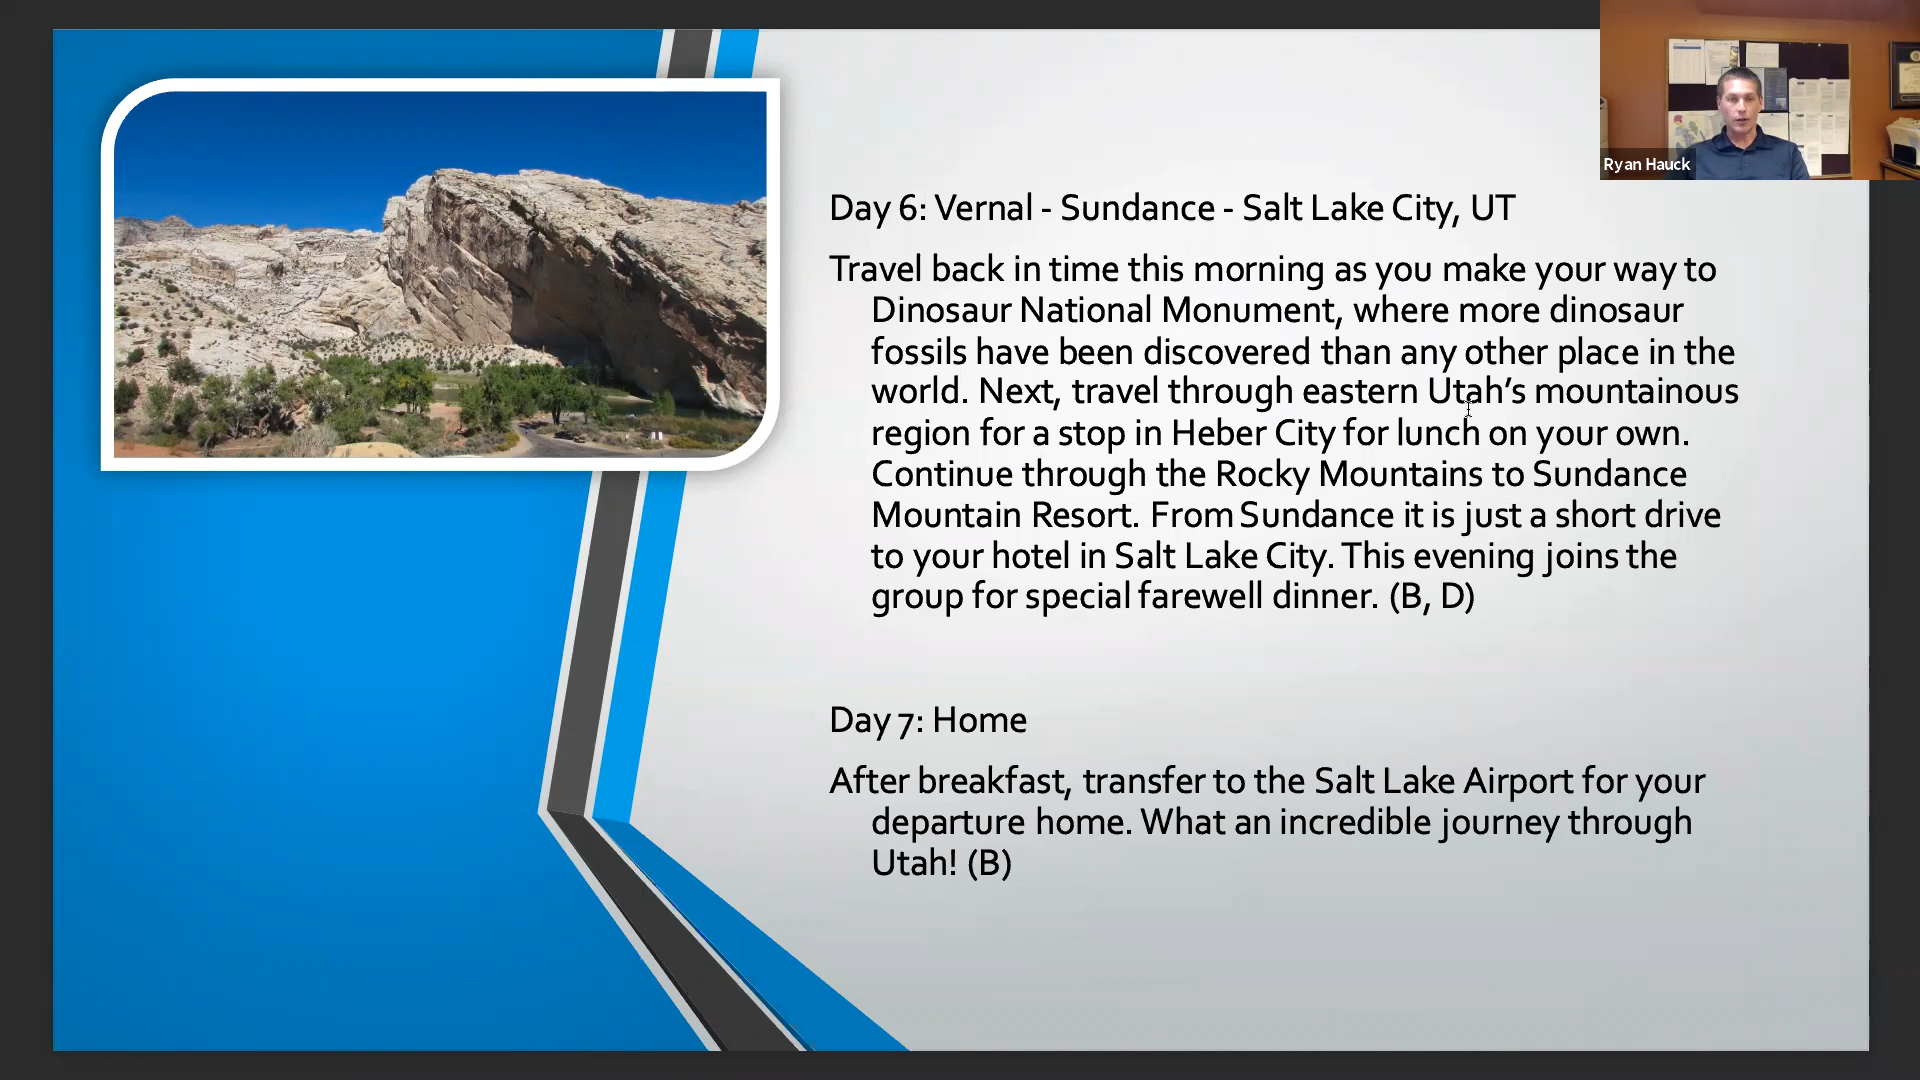 Ryan Hauck
Day 6: Vernal - Sundance - Salt Lake City, UT
Travel back in time this morning as you make your way to
Dinosaur National Monument, where more dinosaur
fossils have been discovered than any other place in the
world. Next, travel through eastern Utah’s mountainous
region for a stop in Heber City for lunch on your own.
Continue through the Rocky Mountains to Sundance
Mountain Resort. From Sundance it is just a short drive
to your hotel in Salt Lake City. This evening joins the
group for special farewell dinner. (B, D)
Day 7: Home
After breakfast, transfer to the Salt Lake Airport for your
departure home. What an incredible journey through
Utah! (B)